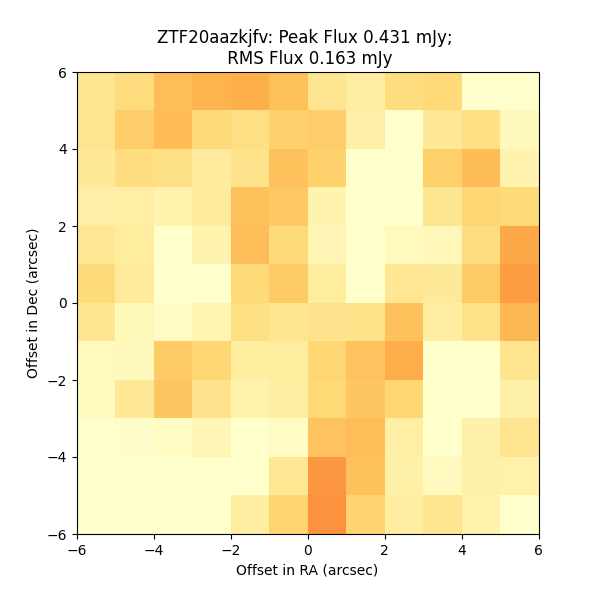 ZTF20aazkjfv: Peak Flux 0.431 mJy;
RMS Flux 0.163 mJy
6
4
2
0
−2
−4
−6
Offset in Dec (arcsec)
−6 −4 −2 0 2 4 6
Offset in RA (arcsec)